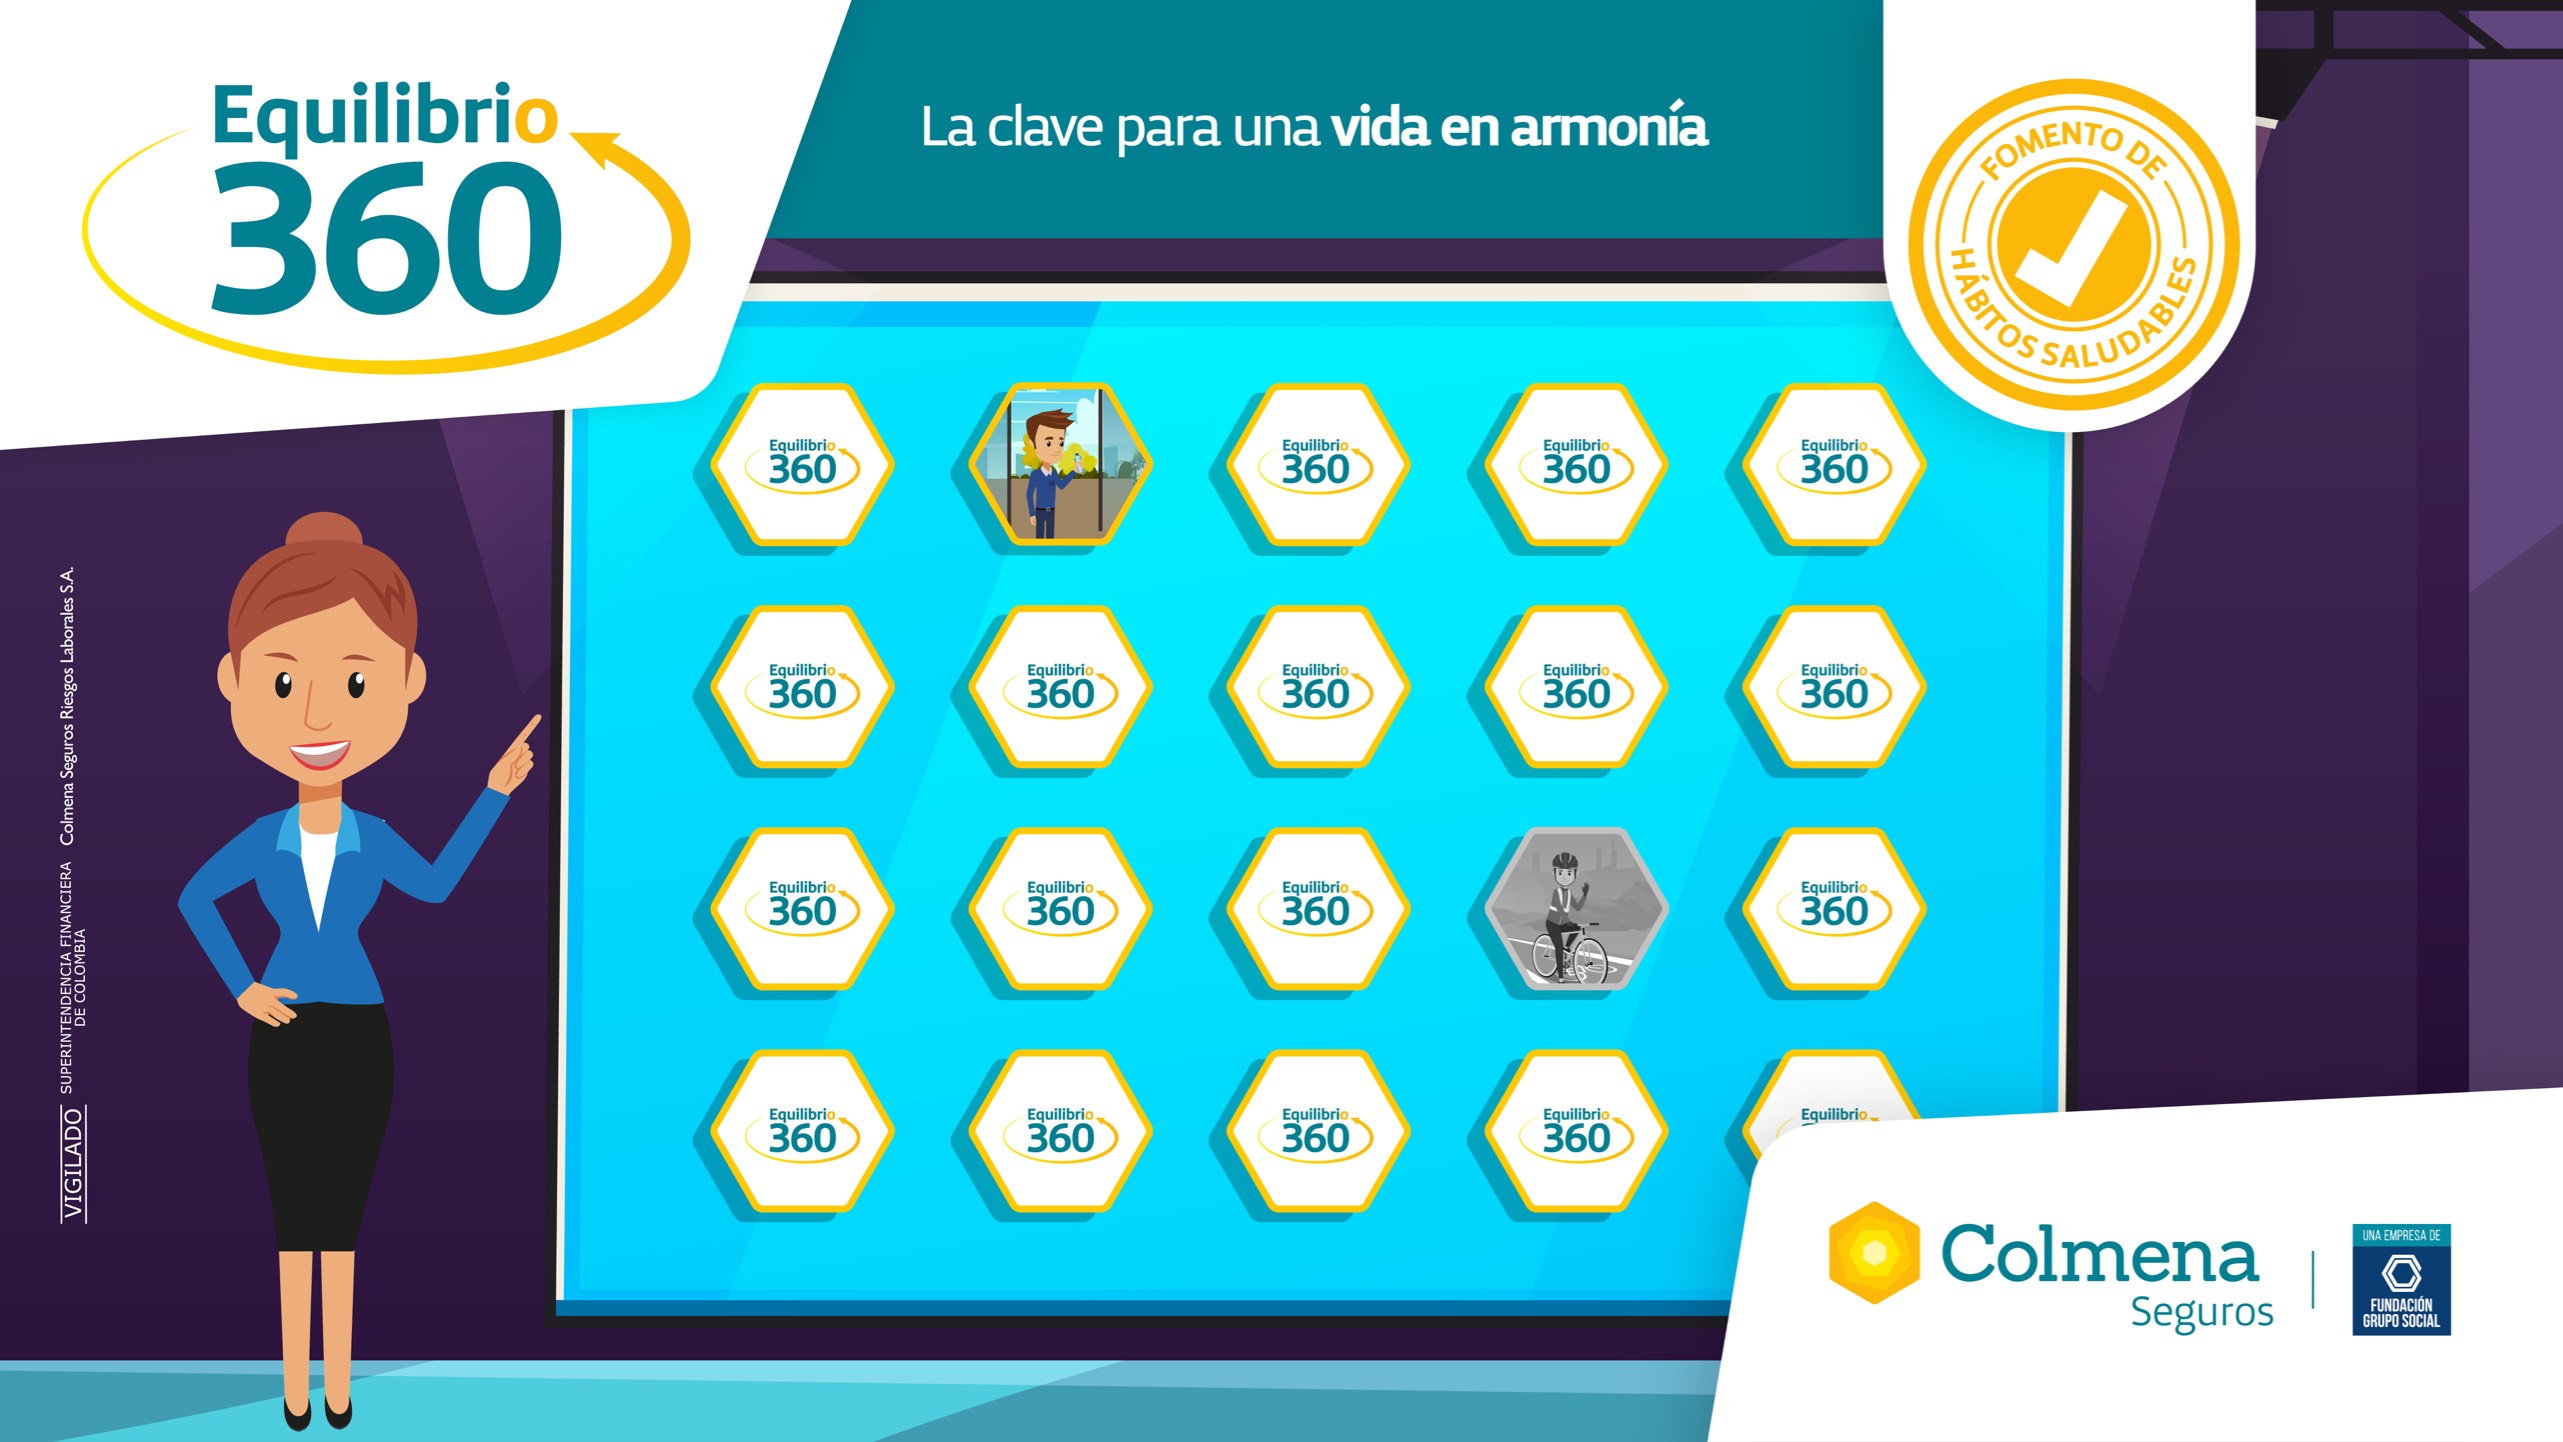 Equilibrio
360
La clave para una vida en armonía
FOMENTO DE
HÁBITOS SALUDABLES
Equilibrio
360
Equilibrio
360
Equilibrio
360
Equilibrio
360
Equilibrio
360
Equilibrio
360
Equilibrio
360
Equilibrio
360
Equilibrio
360
Equilibrio
360
Equilibrio
360
Equilibrio
360
Equilibrio
360
Equilibrio
360
Equilibrio
360
Equilibrio
360
Equilibrio
360
Equilibrio
VIGILADO
SUPERINTENDENCIA FINANCIERA
DE COLOMBIA
Colmena Seguros Riesgos Laborales S.A.
Colmena
Seguros
UNA EMPRESA DE
FUNDACIÓN
GRUPO SOCIAL